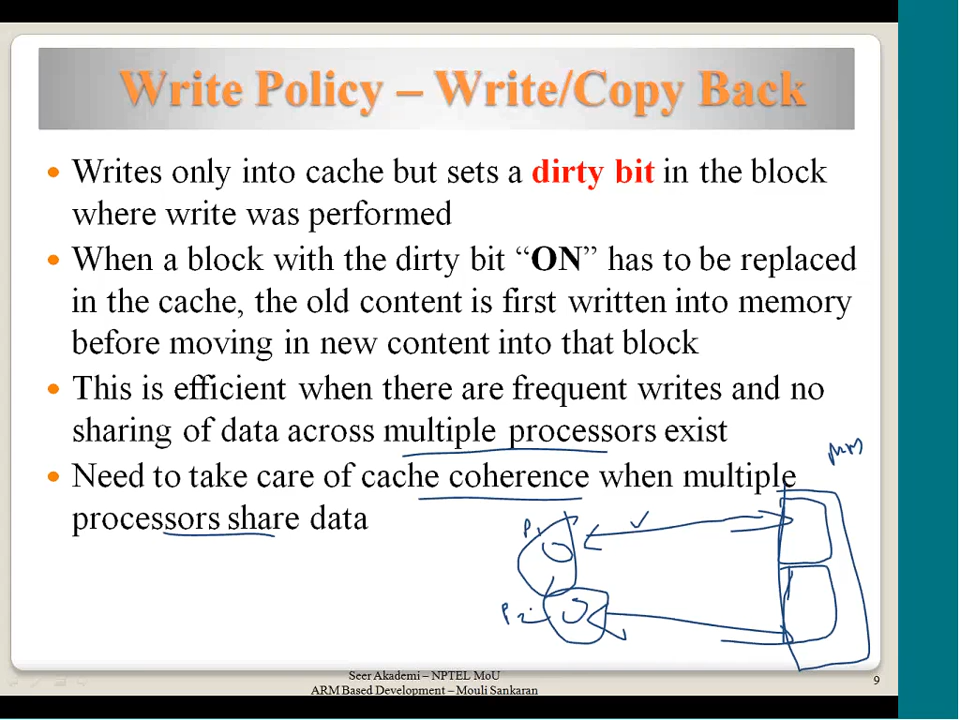 Write Policy – Write/Copy Back
• Writes only into cache but sets a dirty bit in the block
where write was performed
• When a block with the dirty bit “ON” has to be replaced
in the cache, the old content is first written into memory
before moving in new content into that block
• This is efficient when there are frequent writes and no
sharing of data across multiple processors exist
• Need to take care of cache coherence when multiple
processors share data
MM
P1
P2
Seer Akademi – NPTEL MoU
ARM Based Development – Mouli Sankaran
9